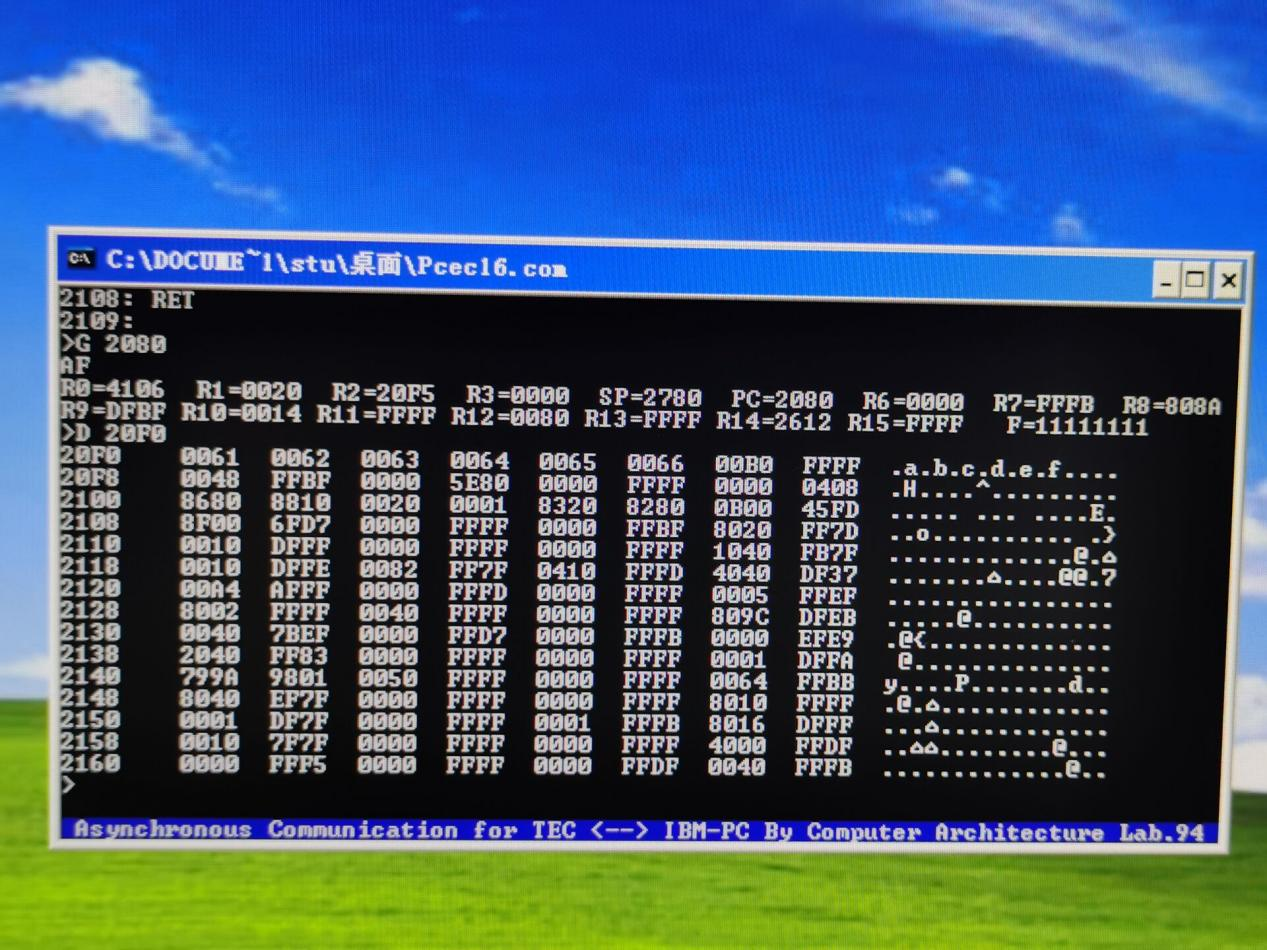 C:\DOCUME~1\stu\桌面\Pcec16.com
2108: RET
2109:
>G 2080
AF
R0=4106 R1=0020 R2=20F5 R3=0000 SP=2780 PC=2080 R6=0000 R7=FFFB R8=808A
R9=DFBF R10=0014 R11=FFFF R12=0080 R13=FFFF R14=2612 R15=FFFF F=11111111
>D 20F0
20F0 0061 0062 0063 0064 0065 0066 00B0 FFFF .a.b.c.d.e.f....
20F8 0048 FFBF 0000 5E80 0000 FFFF 0000 0408 .H....^.........
2100 8680 8810 0020 0001 8320 8280 0B00 45FD ..... ... ....E.
2108 8F00 6FD7 0000 FFFF 0000 FFBF 8020 FF7D ..o.......... .}
2110 0010 DFFF 0000 FFFF 0000 FFFF 1040 FB7F .............@.⌂
2118 0010 DFFE 0082 FF7F 0410 FFFD 4040 DF37 .......⌂....@@.7
2120 00A4 AFFF 0000 FFFD 0000 FFFF 0005 FFEF ................
2128 8002 FFFF 0040 FFFF 0000 FFFF 809C DFEB .....@..........
2130 0040 7BEF 0000 FFD7 0000 FFFB 0000 EFE9 .@{.............
2138 2040 FF83 0000 FFFF 0000 FFFF 0001 DFFA  @..............
2140 799A 9801 0050 FFFF 0000 FFFF 0064 FFBB y....P.......d..
2148 8040 EF7F 0000 FFFF 0000 FFFF 8010 FFFF .@.⌂............
2150 0001 DF7F 0000 FFFF 0001 FFFB 8016 DFFF ...⌂............
2158 0010 7F7F 0000 FFFF 0000 FFFF 4000 FFDF ..⌂⌂........@...
2160 0000 FFF5 0000 FFFF 0000 FFDF 0040 FFFB .............@..
>
Asynchronous Communication for TEC <--> IBM-PC By Computer Architecture Lab.94